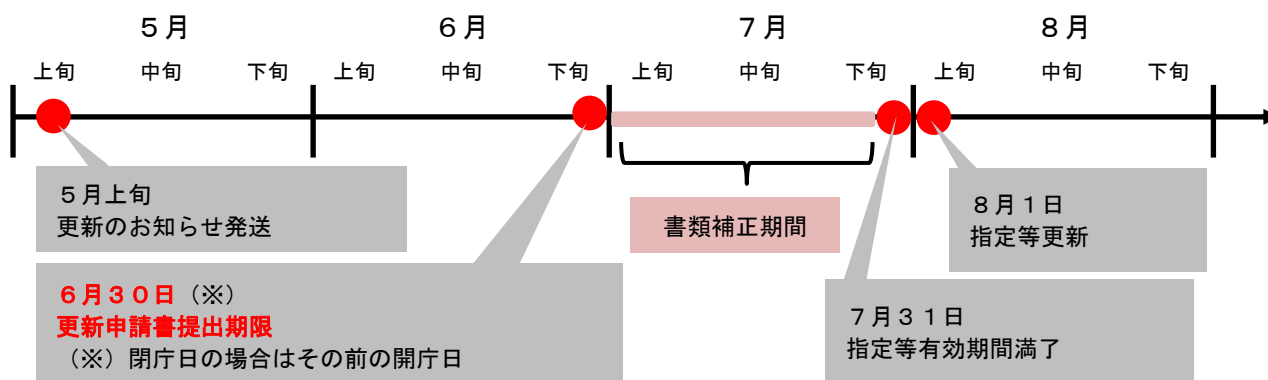 ５月
６月
７月
８月
上旬 中旬 下旬 上旬 中旬 下旬 上旬 中旬 下旬 上旬 中旬 下旬
５月上旬
更新のお知らせ発送
書類補正期間
８月１日
指定等更新
６月３０日（※）
更新申請書提出期限
（※）閉庁日の場合はその前の開庁日
７月３１日
指定等有効期間満了